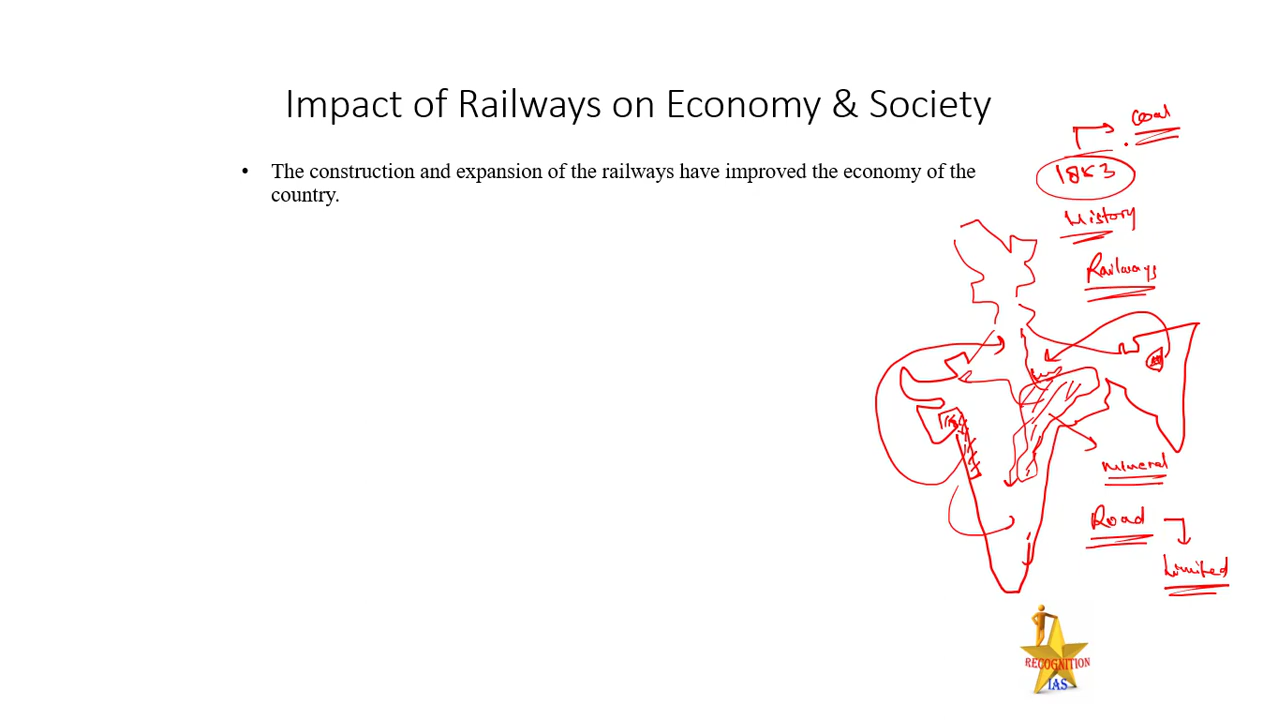 Impact of Railways on Economy & Society
• The construction and expansion of the railways have improved the economy of the
country.
Coal
1853
History
Railways
Mineral
Road
Limited
RECOGNITION
IAS